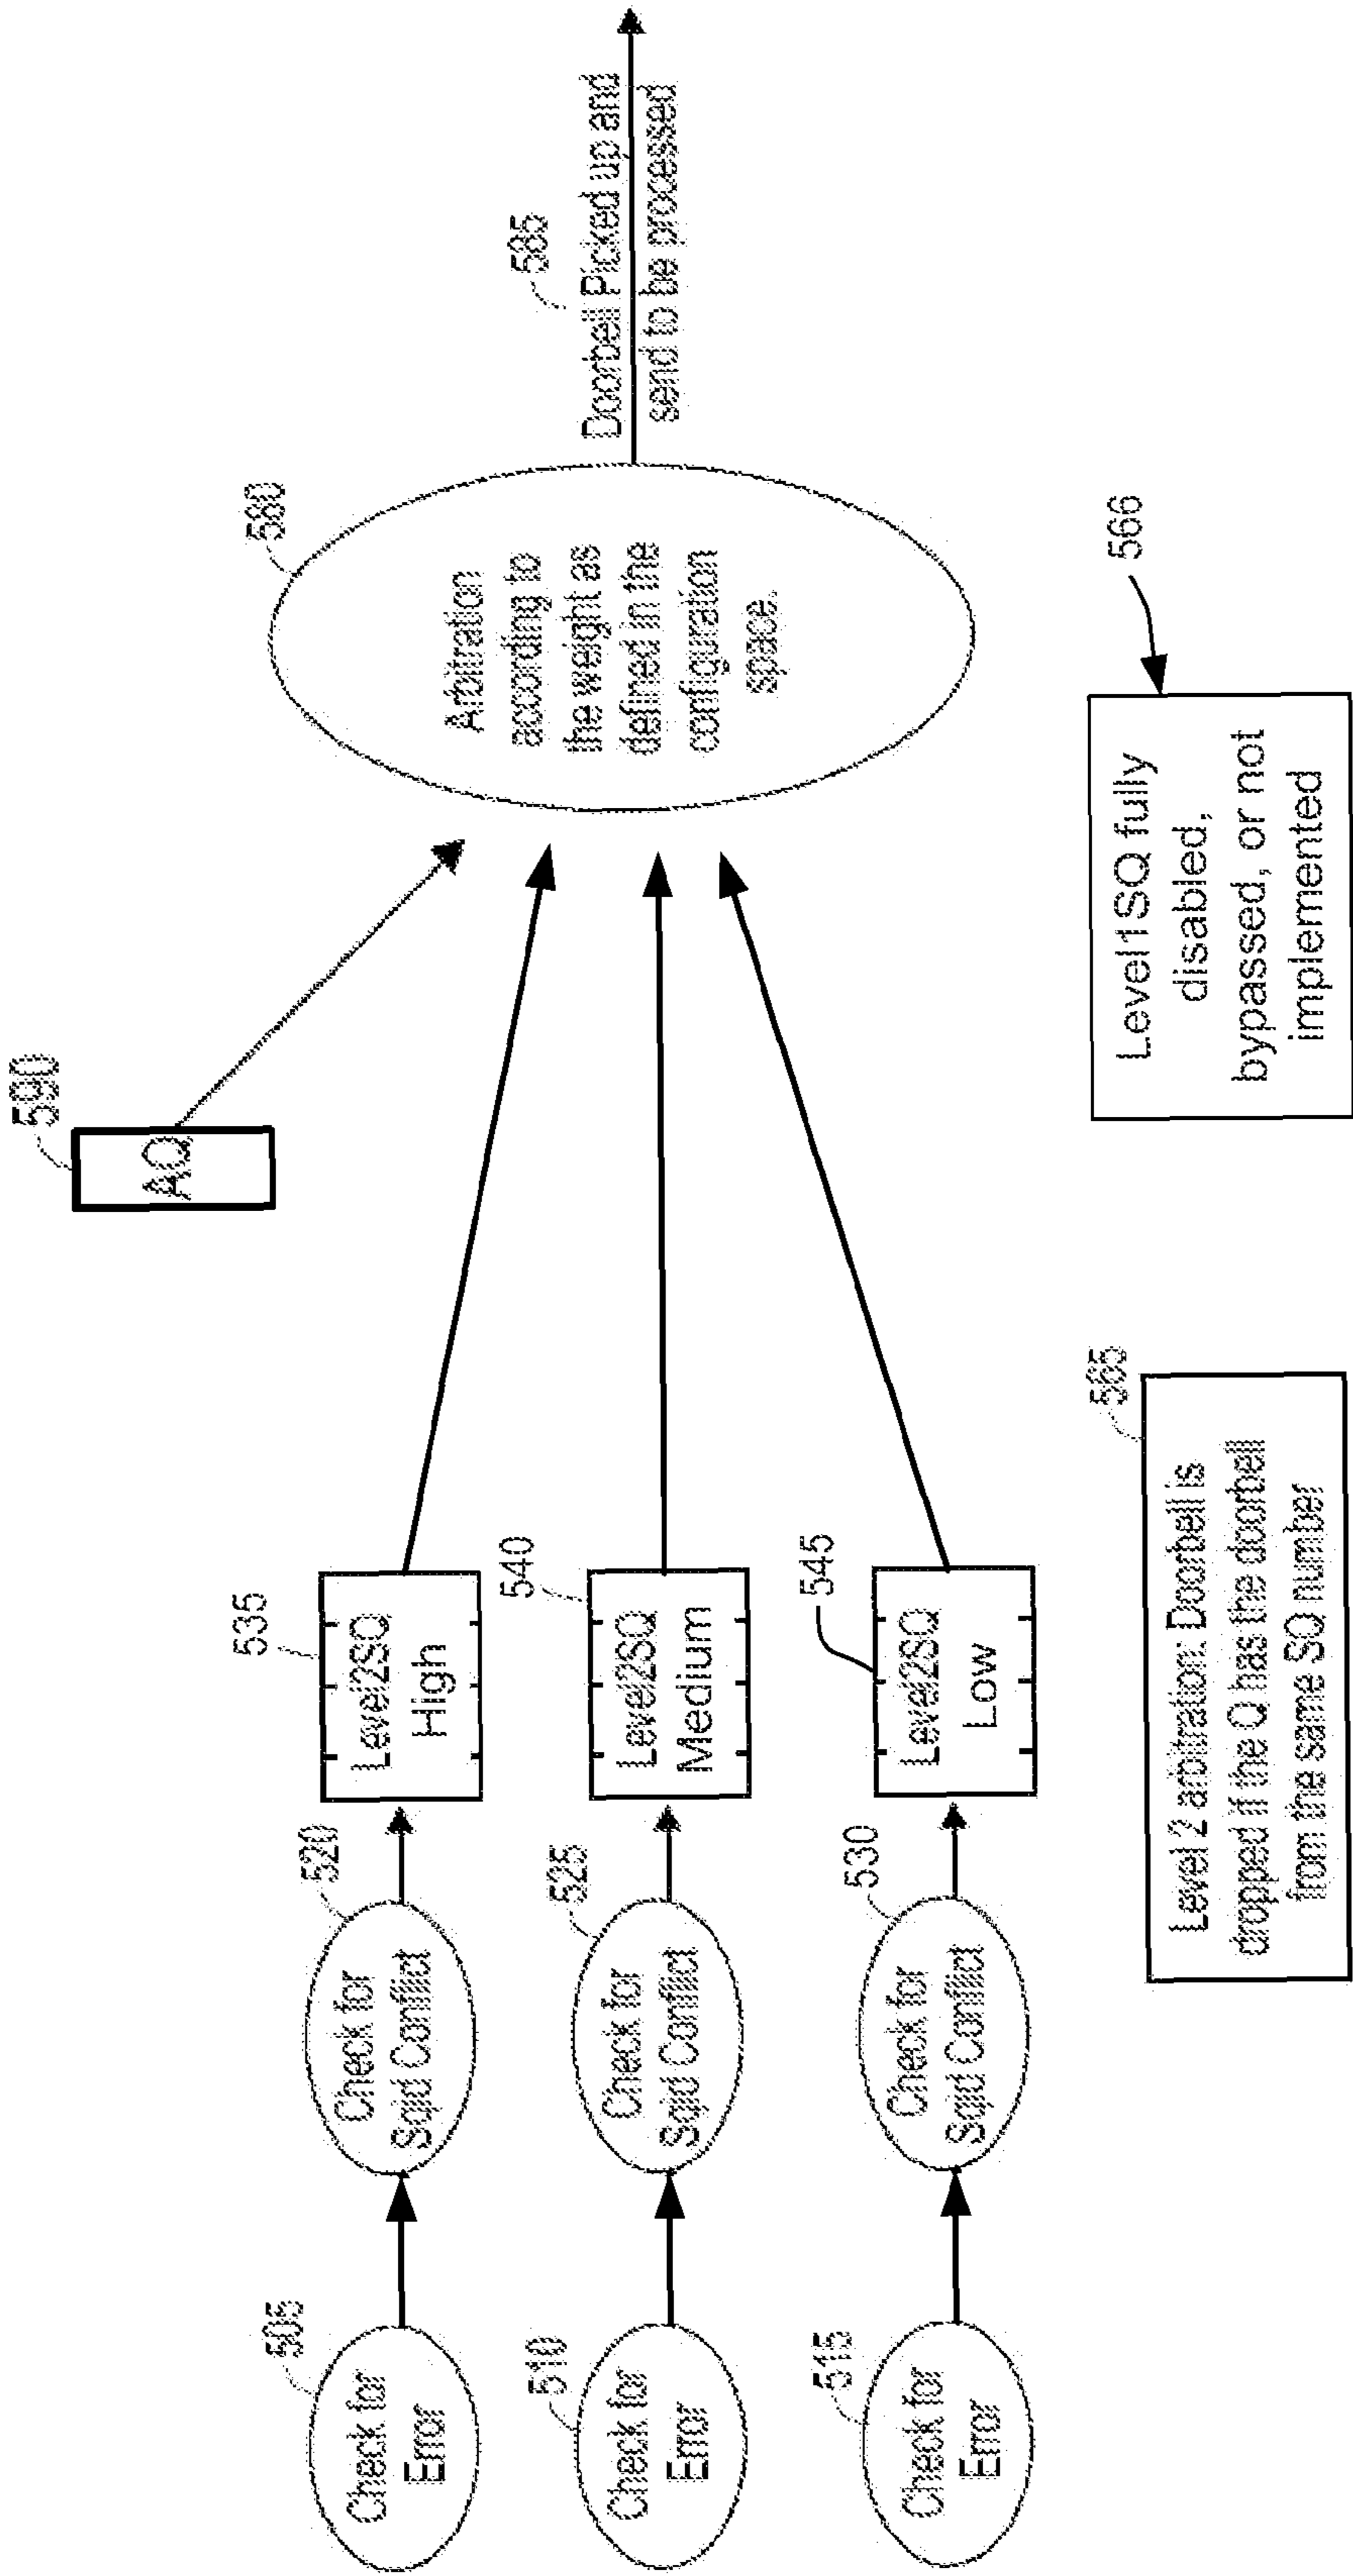 590
AQ
505
Check for
Error
520
Check for
Sqid Conflict
535
Level2SQ
High
510
Check for
Error
525
Check for
Sqid Conflict
540
Level2SQ
Medium
515
Check for
Error
530
Check for
Sqid Conflict
545
Level2SQ
Low
580
Arbitration
according to
the weight as
defined in the
configuration
space.
585
Doorbell Picked up and
send to be processed
565
Level 2 arbitration: Doorbell is
dropped if the Q has the doorbell
from the same SQ number
566
Level1SQ fully
disabled,
bypassed, or not
implemented